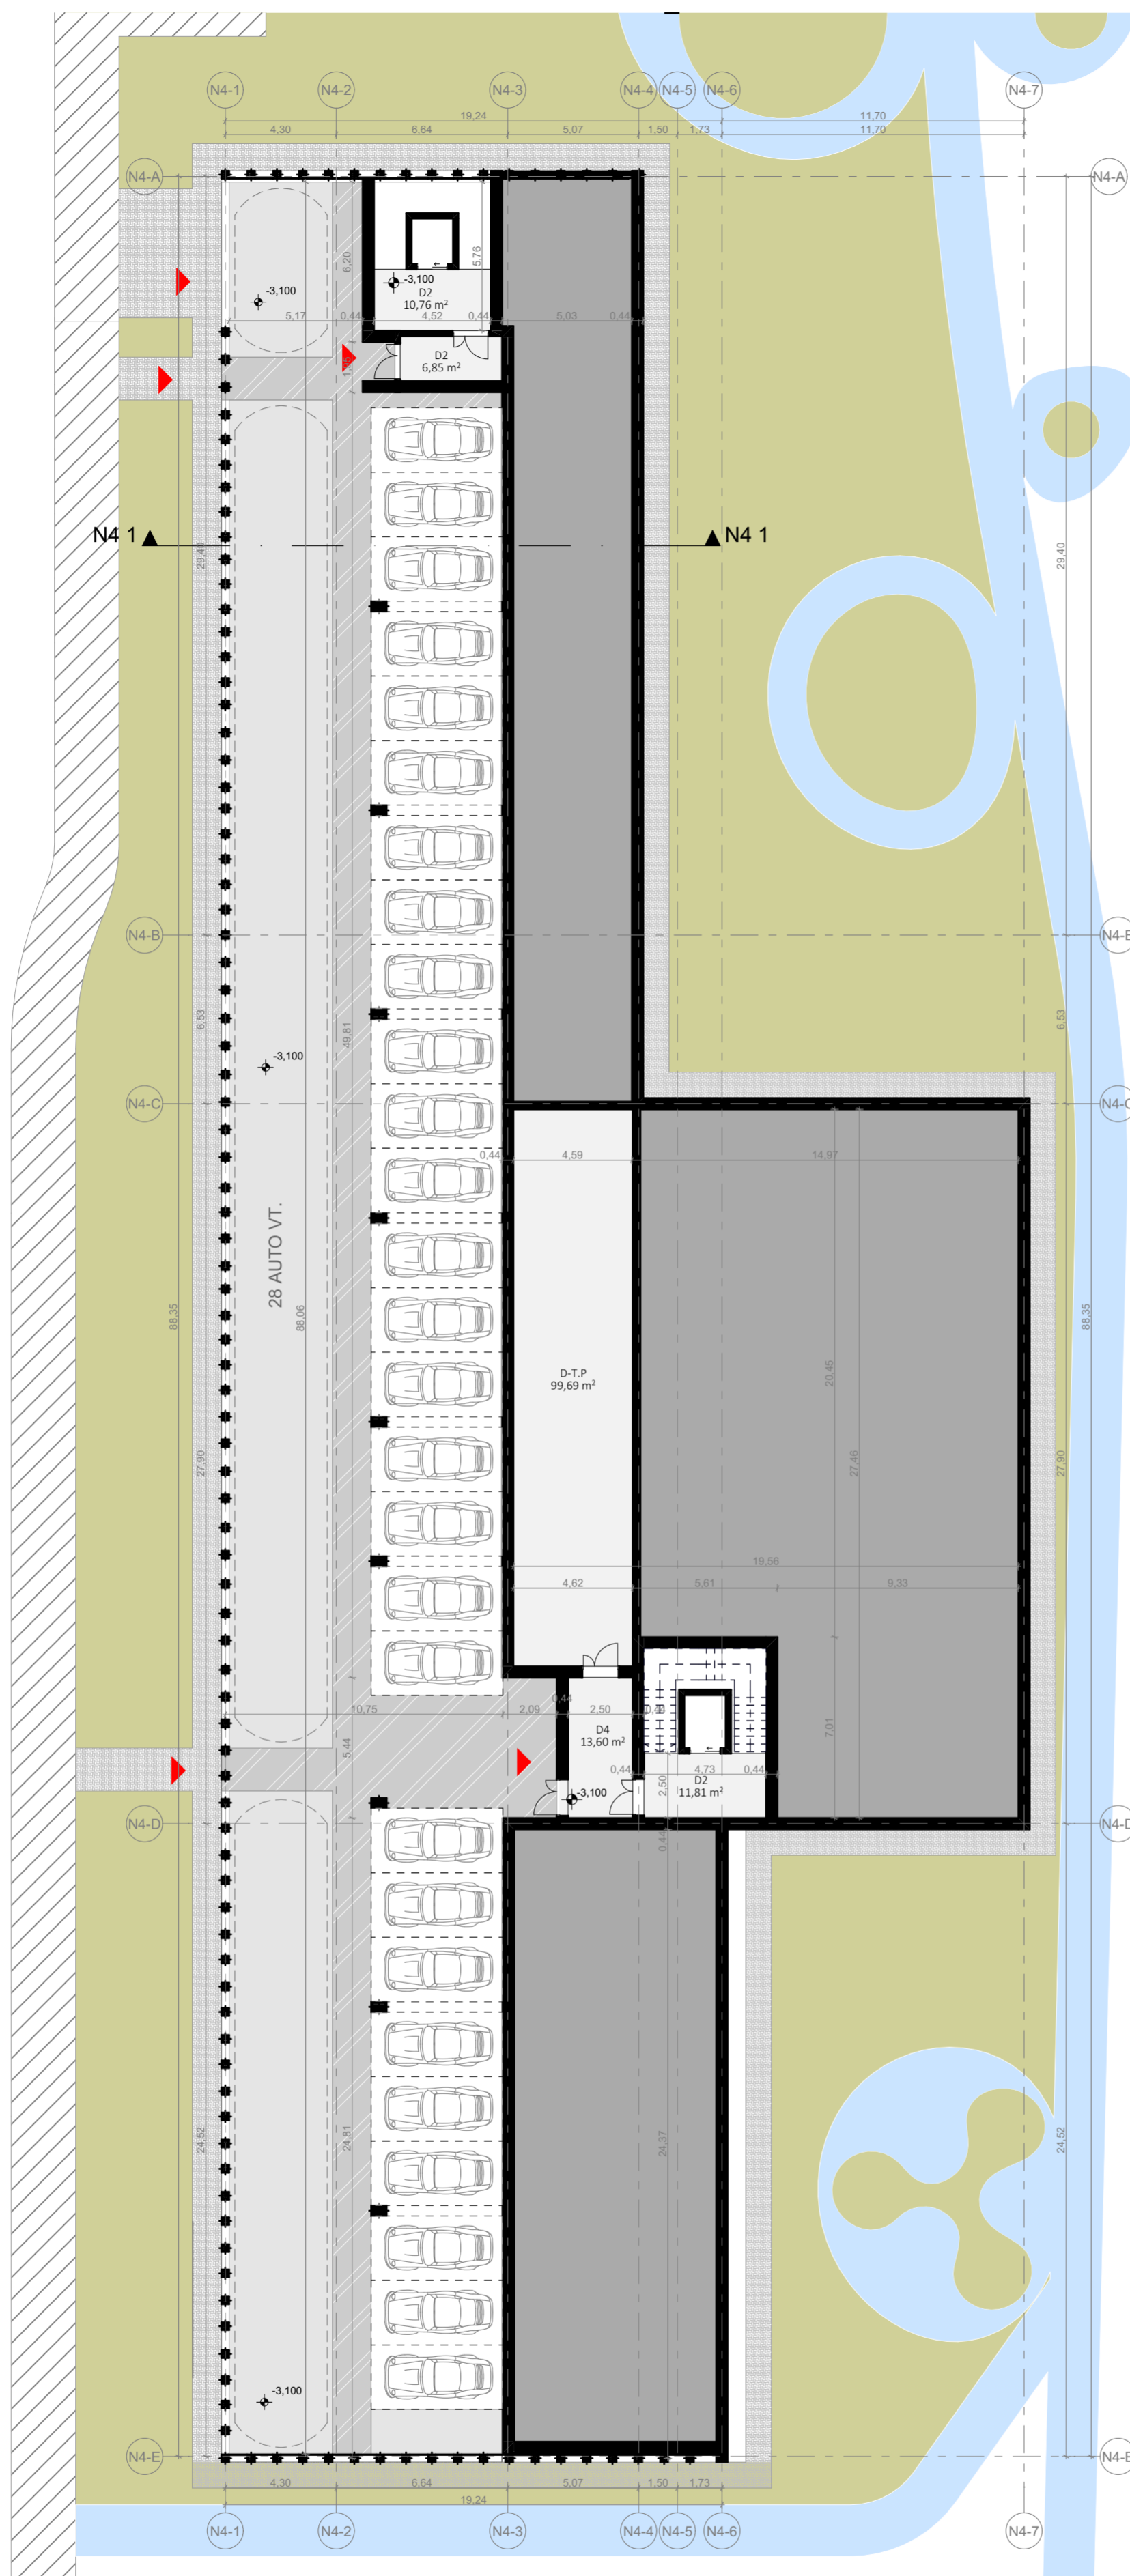 N4-1
N4-2
N4-3
N4-4
N4-5
N4-6
N4-7
19,24
11,70
4,30
6,64
5,07
1,50
1,73
11,70
N4-A
N4-A
6,20
5,76
-3,100
-3,100
D2
10,76 m²
5,17
0,44
4,52
0,44
5,03
0,44
D2
6,85 m²
N4 1
N4 1
29,40
29,40
N4-B
N4-B
6,53
6,53
49,81
-3,100
N4-C
N4-C
0,44
4,59
14,97
28 AUTO VT.
88,35
88,06
88,35
D-T.P
99,69 m²
20,45
27,90
27,46
27,90
19,56
4,62
5,61
9,33
10,75
2,09
0,44
2,50
5,44
D4
13,60 m²
7,01
0,44
4,73
0,44
2,50
D2
11,81 m²
-3,100
N4-D
N4-D
0,44
24,52
24,81
24,37
24,52
-3,100
N4-E
N4-E
4,30
6,64
5,07
1,50
1,73
19,24
N4-1
N4-2
N4-3
N4-4
N4-5
N4-6
N4-7